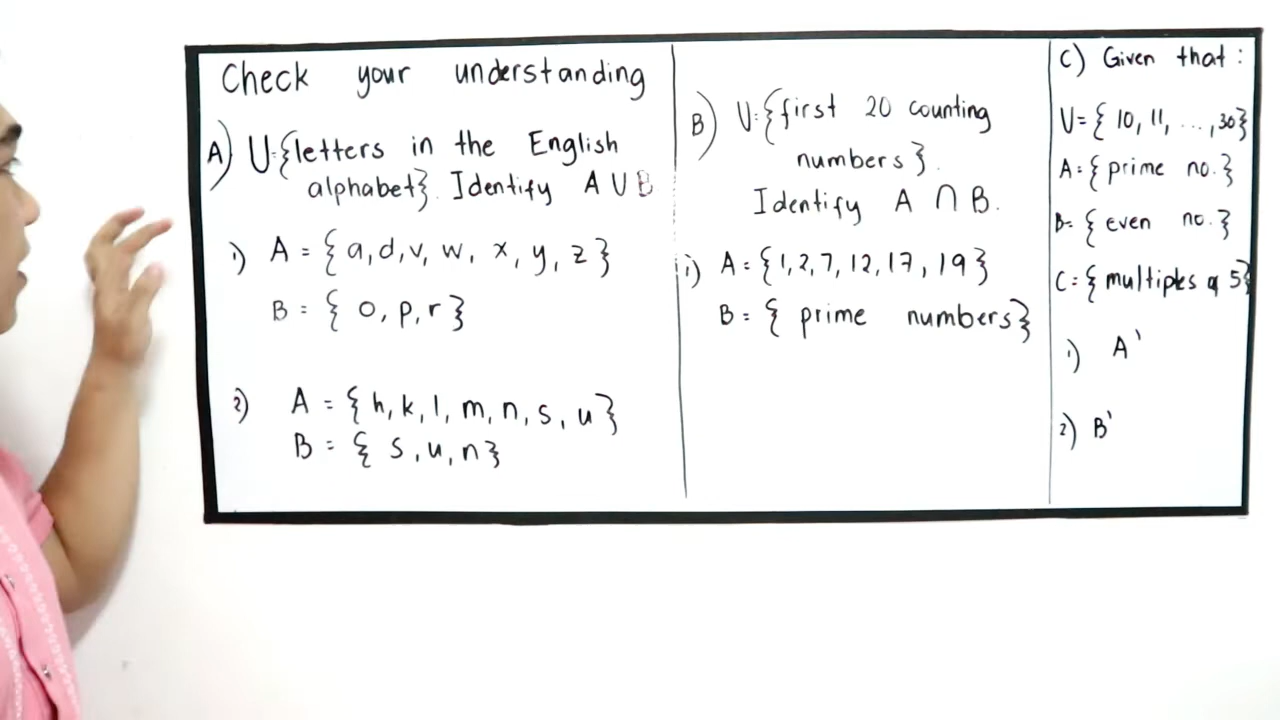 Check your understanding
A) U={letters in the English
alphabet}. Identify A ∪ B
1) A = {a, d, v, w, x, y, z}
B = { o, p, r }
2) A = {h, k, l, m, n, s, u}
B = { s, u, n}
B) U={first 20 counting
numbers}.
Identify A ∩ B.
1) A = {1, 2, 7, 12, 17, 19}
B = { prime numbers}
C) Given that :
U= { 10, 11, ..., 30}
A= {prime no.}
B= { even no.}
C= {multiples of 5}
1) A'
2) B'